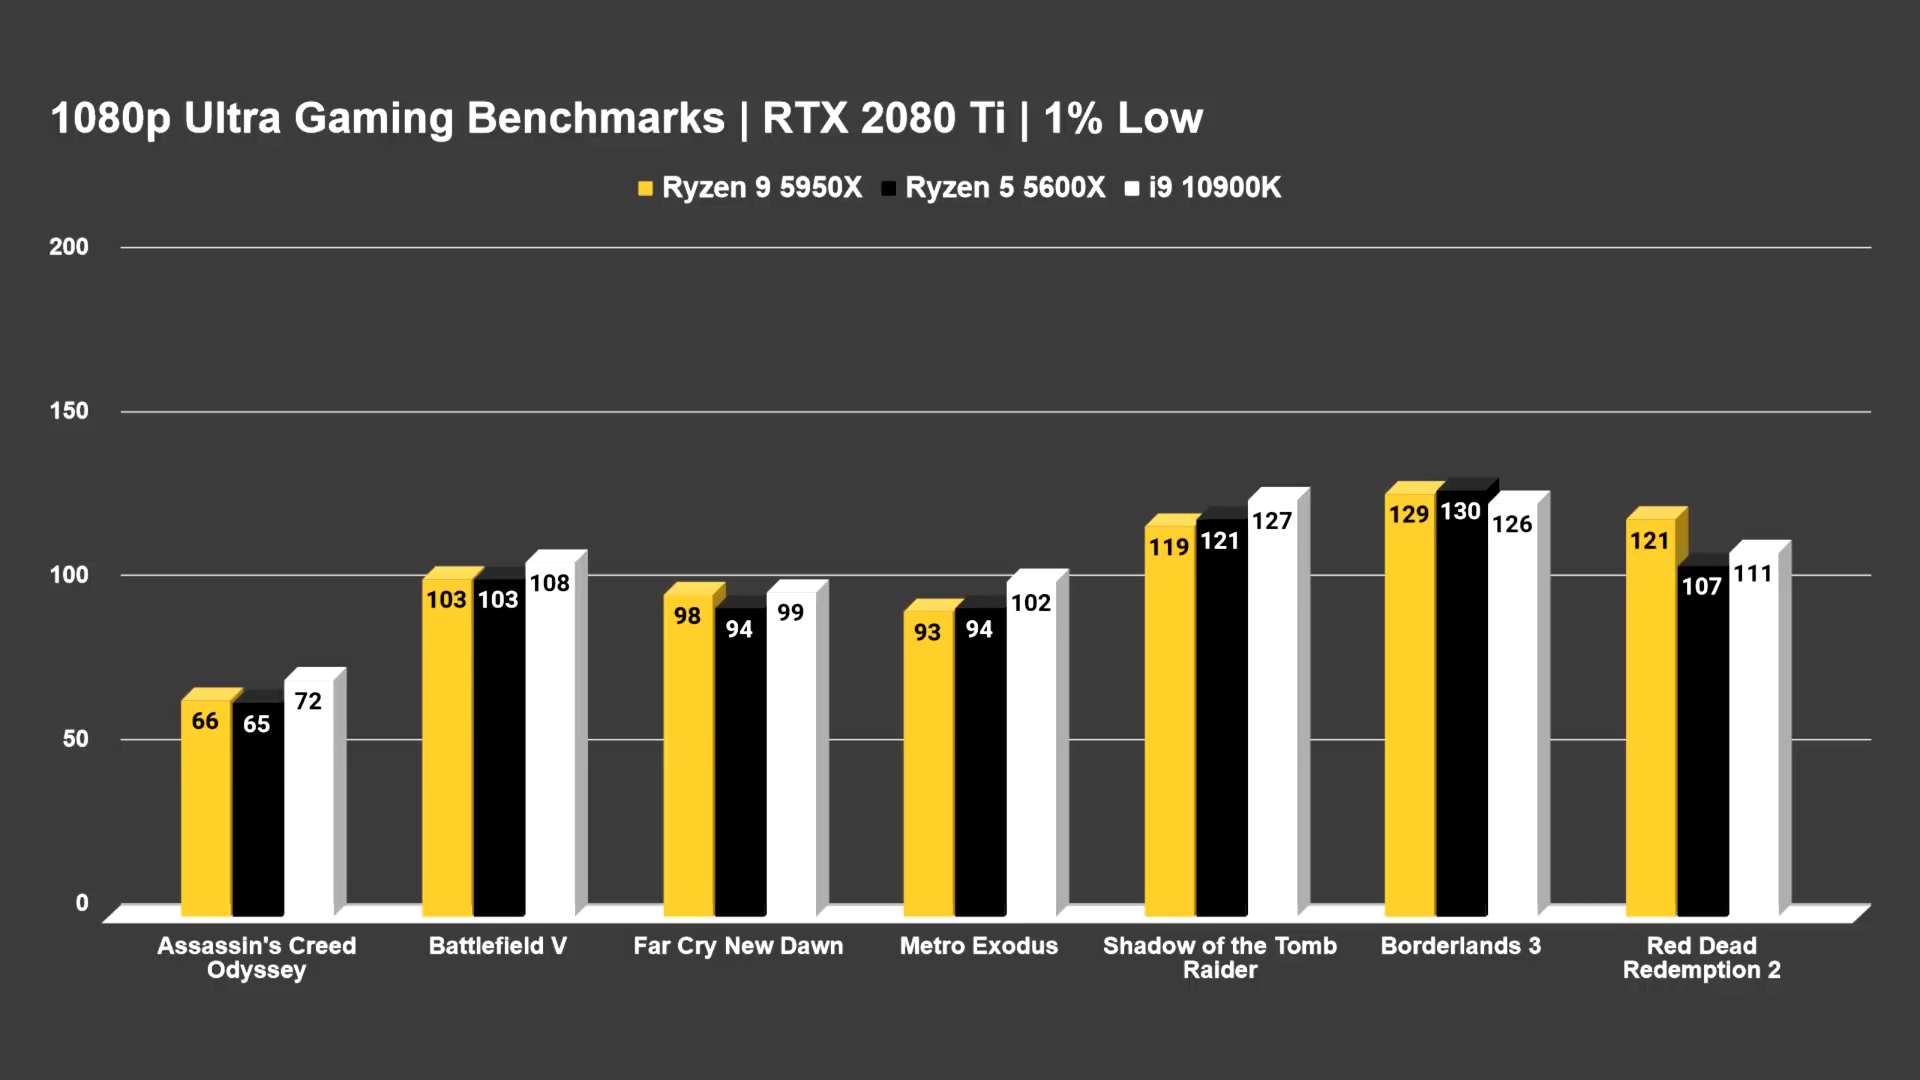 1080p Ultra Gaming Benchmarks | RTX 2080 Ti | 1% Low
Ryzen 9 5950X Ryzen 5 5600X i9 10900K
200
150
100
50
0
66 65 72
103 103 108
98 94 99
93 94 102
119 121 127
129 130 126
121 107 111
Assassin's Creed
Odyssey
Battlefield V
Far Cry New Dawn
Metro Exodus
Shadow of the Tomb
Raider
Borderlands 3
Red Dead
Redemption 2